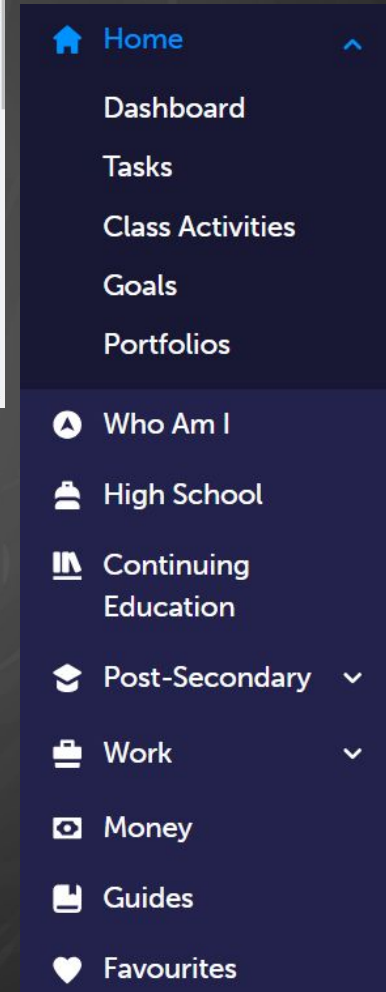 Home
Dashboard
Tasks
Class Activities
Goals
Portfolios
Who Am I
High School
Continuing
Education
Post-Secondary
Work
Money
Guides
Favourites